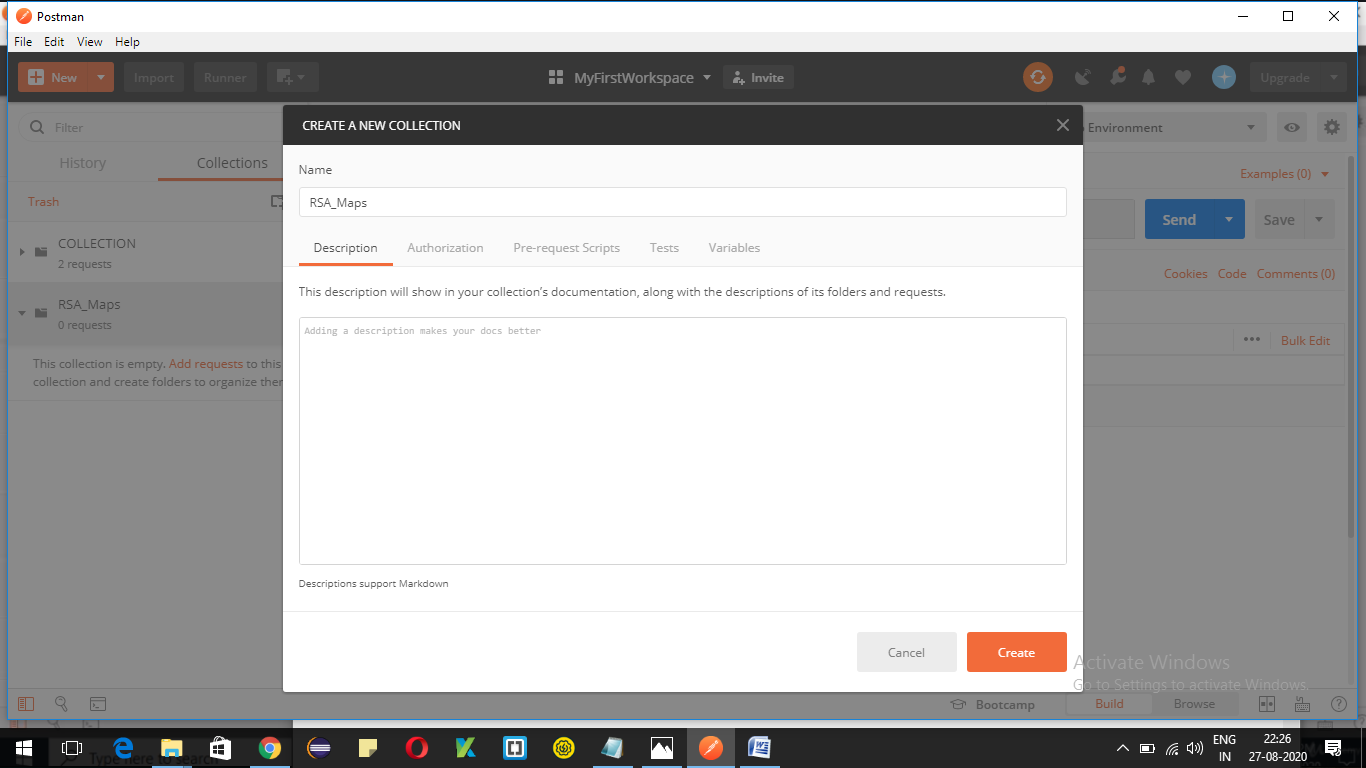 Postman
File Edit View Help
New Import Runner MyFirstWorkspace Invite Upgrade
Filter
History Collections
Trash
COLLECTION
2 requests
RSA_Maps
0 requests
This collection is empty. Add requests to this
collection and create folders to organize
CREATE A NEW COLLECTION
Name
RSA_Maps
Description Authorization Pre-request Scripts Tests Variables
This description will show in your collection's documentation, along with the descriptions of its folders and requests.
Adding a description makes your docs better
Descriptions support Markdown
Cancel Create
Environment
Examples (0)
Send Save
Cookies Code Comments (0)
Bulk Edit
Activate Windows
Go to Settings to activate Windows.
Bootcamp Build Browse
Type here to search
ENG
IN
22:26
27-08-2020